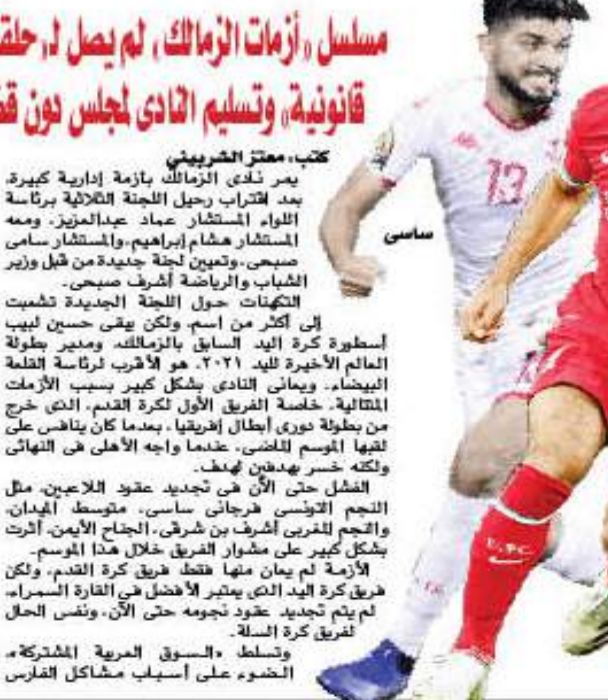 مسلسل «أزمات الزمالك» لم يصل لـ«حلقة
قانونية» وتسليم النادى لمجلس دون
كتب، معتز الشربيني
يمر نادى الزمالك بأزمة إدارية كبيرة،
بعد اقتراب رحيل اللجنة الثلاثية برئاسة
اللواء المستشار عماد عبدالعزيز، ومعه
المستشار هشام إبراهيم، والمستشار سامى
صبحى، وتعيين لجنة جديدة من قبل وزير
الشباب والرياضة أشرف صبحى.
التكهنات حول اللجنة الجديدة تشعبت
إلى أكثر من اسم، ولكن يبقى حسين لبيب
أسطورة كرة اليد السابق بالزمالك، ومدير بطولة
العالم الأخيرة لليد ٢٠٢١، هو الأقرب لرئاسة القلعة
البيضاء، ويعانى النادى بشكل كبير بسبب الأزمات
المتتالية، خاصة الفريق الأول لكرة القدم، الذى خرج
من بطولة دورى أبطال إفريقيا، بعدما كان ينافس على
لقبها الموسم الماضى، عندما واجه الأهلى فى النهائى
ولكنه خسر بهدفين لهدف.
الفشل حتى الآن فى تجديد عقود اللاعبين، مثل
النجم التونسى فرجانى ساسى، متوسط الميدان،
والنجم المغربى أشرف بن شرقى، الجناح الأيمن، أثرت
بشكل كبير على مشوار الفريق خلال هذا الموسم.
الأزمة لم يعان منها فقط فريق كرة القدم، ولكن
فريق كرة اليد الذى يعتبر الأفضل فى القارة السمراء،
لم يتم تجديد عقود نجومه حتى الآن، ونفس الحال
لفريق كرة السلة.
وتسلط «السوق العربية المشتركة»،
الضوء على أسباب مشاكل الفارس
ساسى
13